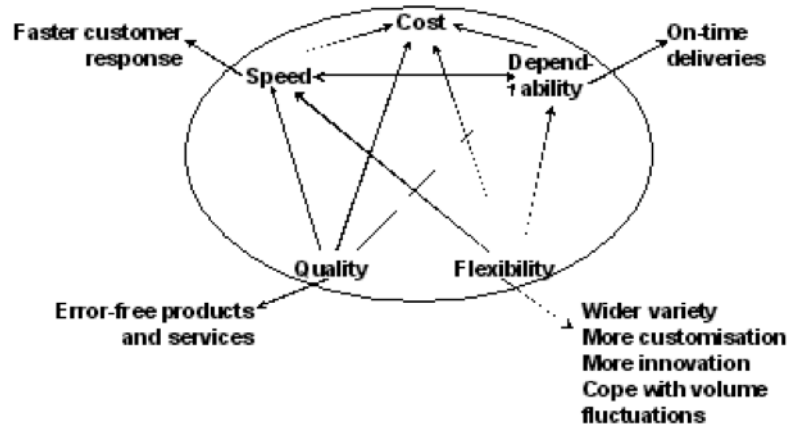 Cost
Faster customer
response
On-time
deliveries
Speed
Depend-
ability
Quality
Flexibility
Error-free products
and services
Wider variety
More customisation
More innovation
Cope with volume
fluctuations